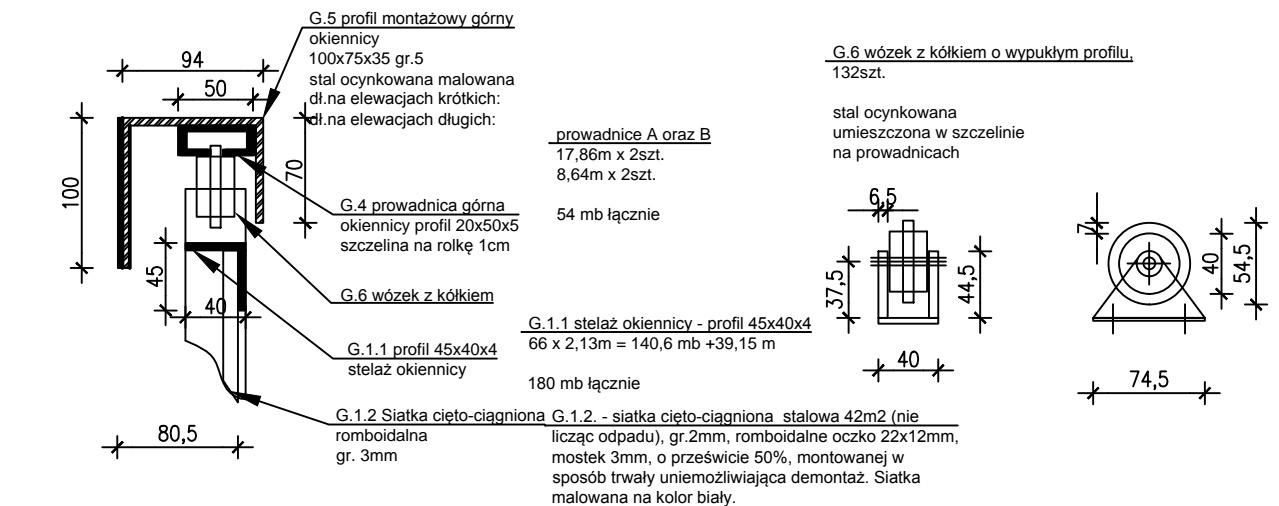 G.5 profil montażowy górny
okiennicy
100x75x35 gr.5
stal ocynkowana malowana
dł.na elewacjach krótkich:
dł.na elewacjach długich:
94
50
100
70
45
40
80,5
G.4 prowadnica górna
okiennicy profil 20x50x5
szczelina na rolkę 1cm
G.6 wózek z kółkiem
G.1.1 profil 45x40x4
stelaż okiennicy
G.1.2 Siatka cięto-ciągniona
romboidalna
gr. 3mm
prowadnice A oraz B
17,86m x 2szt.
8,64m x 2szt.
54 mb łącznie
G.1.1 stelaż okiennicy - profil 45x40x4
66 x 2,13m = 140,6 mb +39,15 m
180 mb łącznie
G.1.2. - siatka cięto-ciągniona  stalowa 42m2 (nie
licząc odpadu), gr.2mm, romboidalne oczko 22x12mm,
mostek 3mm, o prześwicie 50%, montowanej w
sposób trwały uniemożliwiająca demontaż. Siatka
malowana na kolor biały.
G.6 wózek z kółkiem o wypukłym profilu,
132szt.
stal ocynkowana
umieszczona w szczelinie
na prowadnicach
6,5
37,5
44,5
40
7
40
54,5
74,5